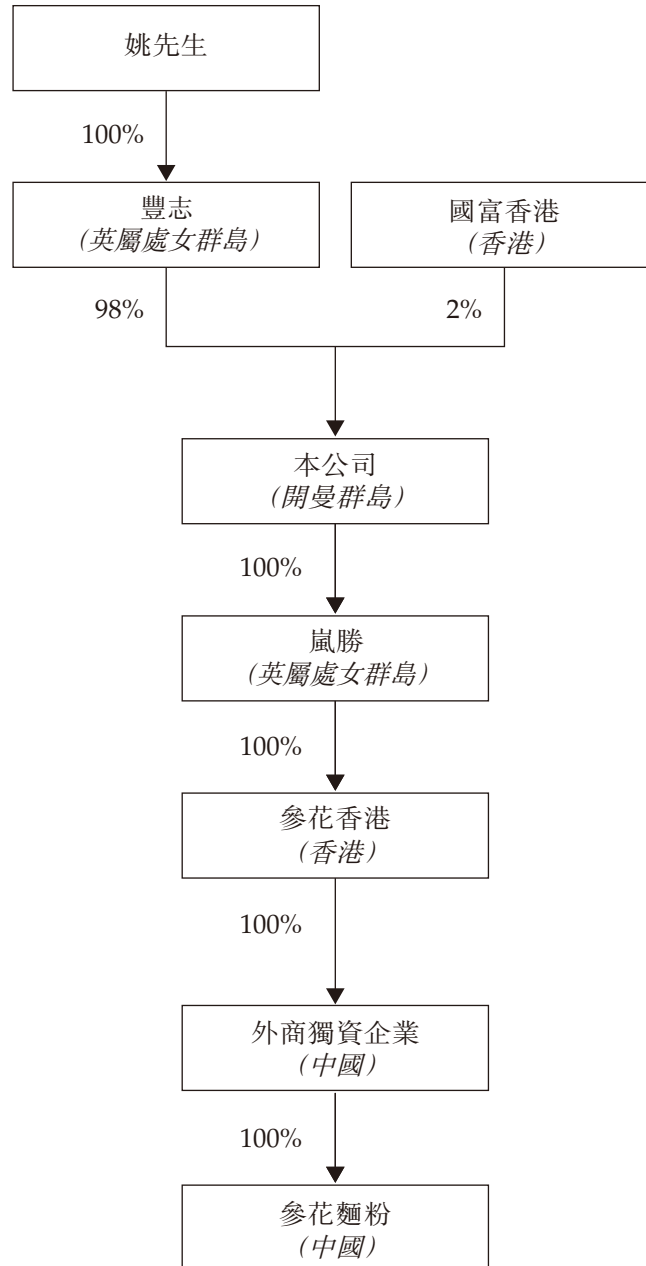 姚先生
100%
豐志
(英屬處女群島)
國富香港
(香港)
98%
2%
本公司
(開曼群島)
100%
嵐勝
(英屬處女群島)
100%
參花香港
(香港)
100%
外商獨資企業
(中國)
100%
參花麵粉
(中國)